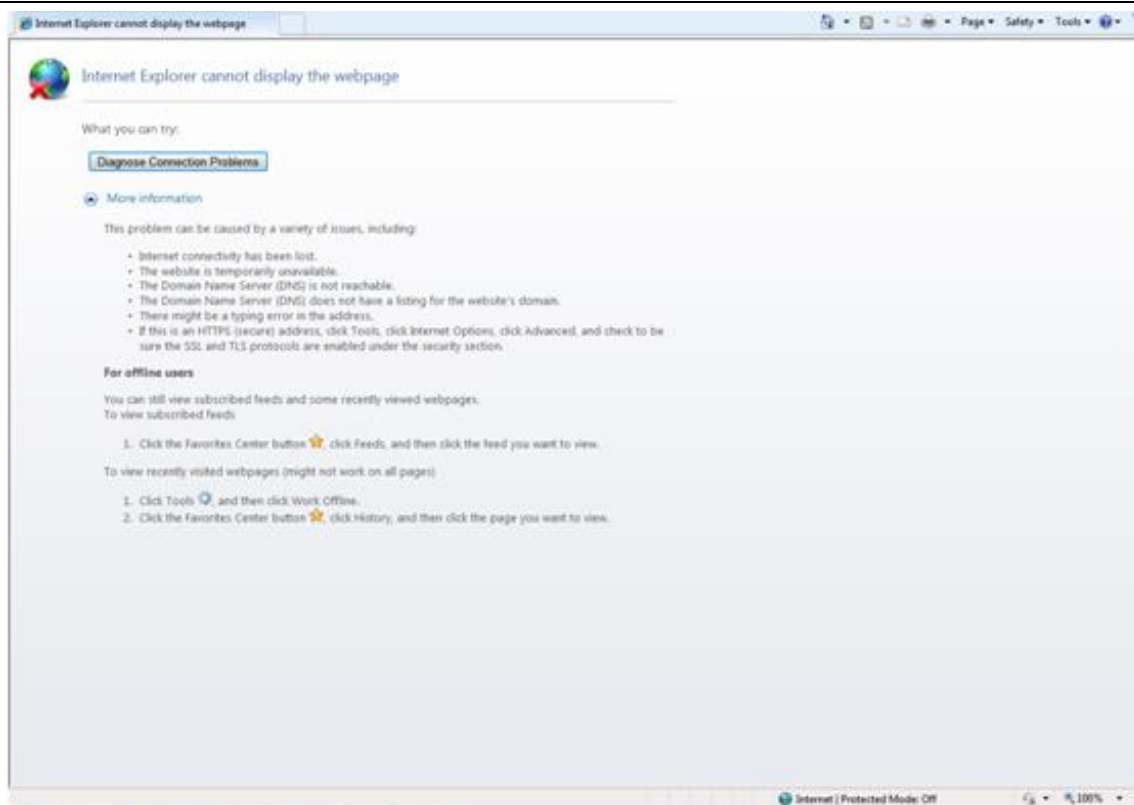 Internet Explorer cannot display the webpage
Page Safety Tools
Internet Explorer cannot display the webpage
What you can try:
Diagnose Connection Problems
More information
This problem can be caused by a variety of issues, including:
• Internet connectivity has been lost.
• The website is temporarily unavailable.
• The Domain Name Server (DNS) is not reachable.
• The Domain Name Server (DNS) does not have a listing for the website's domain.
• There might be a typing error in the address.
• If this is an HTTPS (secure) address, click Tools, click Internet Options, click Advanced, and check to be
sure the SSL and TLS protocols are enabled under the security section.
For offline users
You can still view subscribed feeds and some recently viewed webpages.
To view subscribed feeds
1. Click the Favorites Center button , click Feeds, and then click the feed you want to view.
To view recently visited webpages (might not work on all pages)
1. Click Tools , and then click Work Offline.
2. Click the Favorites Center button , click History, and then click the page you want to view.
Internet | Protected Mode: Off
100%